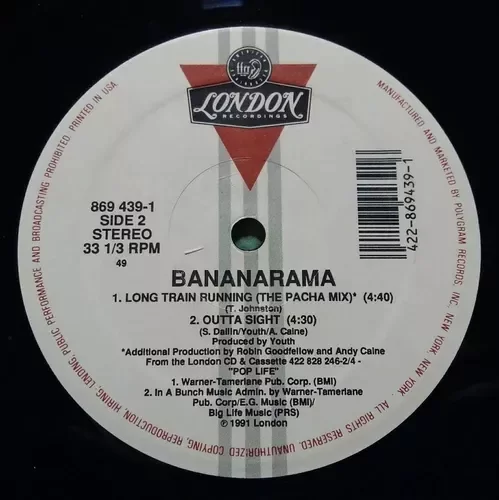 ffrr
LONDON
RECORDINGS
869 439-1
SIDE 2
STEREO
33 1/3 RPM
49
422-869439-1
BANANARAMA
1. LONG TRAIN RUNNING (THE PACHA MIX)* (4:40)
(T. Johnston)
2. OUTTA SIGHT (4:30)
(S. Dallin/Youth/A. Caine)
Produced by Youth
*Additional Production by Robin Goodfellow and Andy Caine
From the London CD & Cassette 422 828 246-2/4 -
"POP LIFE"
1. Warner-Tamerlane Pub. Corp. (BMI)
2. In A Bunch Music Admin. by Warner-Tamerlane
Pub. Corp/E.G. Music (BMI)/
Big Life Music (PRS)
℗ 1991 London
MANUFACTURED AND MARKETED BY POLYGRAM RECORDS, INC. NEW YORK, NEW YORK. ALL RIGHTS RESERVED. UNAUTHORIZED COPYING, REPRODUCTION, HIRING, LENDING, PUBLIC PERFORMANCE AND BROADCASTING PROHIBITED. PRINTED IN USA